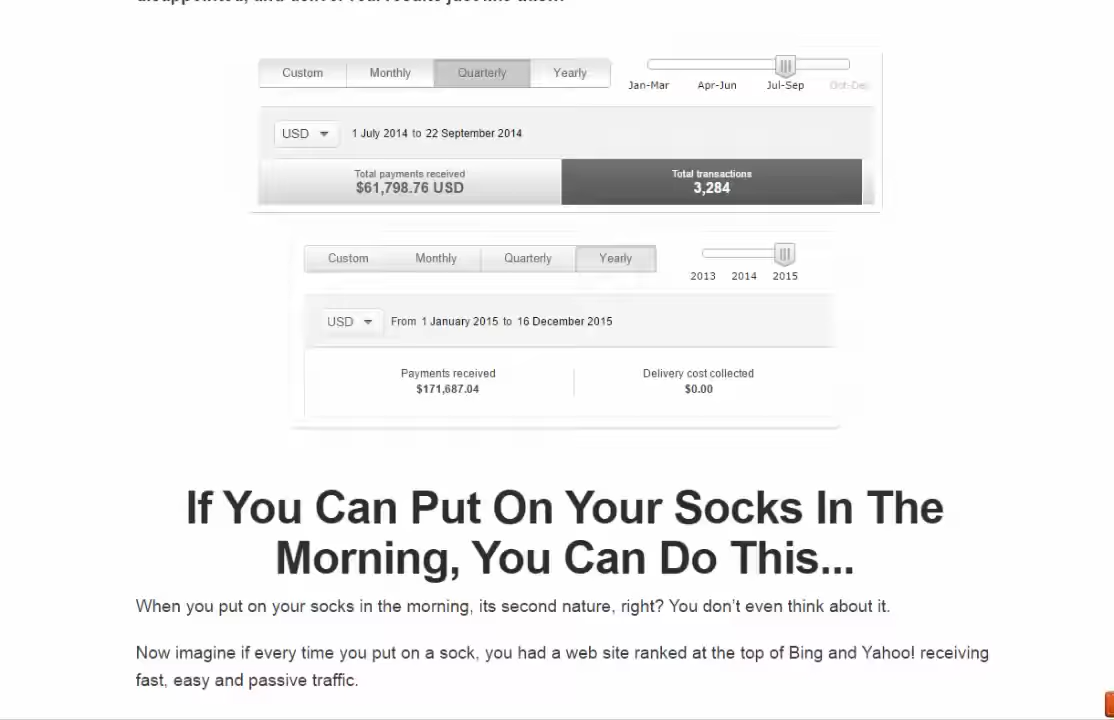 Custom Monthly Quarterly Yearly
Jan-Mar Apr-Jun Jul-Sep Oct-Dec
USD 1 July 2014 to 22 September 2014
Total payments received Total transactions
$61,798.76 USD 3,284
Custom Monthly Quarterly Yearly
2013 2014 2015
USD From 1 January 2015 to 16 December 2015
Payments received Delivery cost collected
$171,687.04 $0.00
If You Can Put On Your Socks In The
Morning, You Can Do This...
When you put on your socks in the morning, its second nature, right? You don’t even think about it.
Now imagine if every time you put on a sock, you had a web site ranked at the top of Bing and Yahoo! receiving
fast, easy and passive traffic.